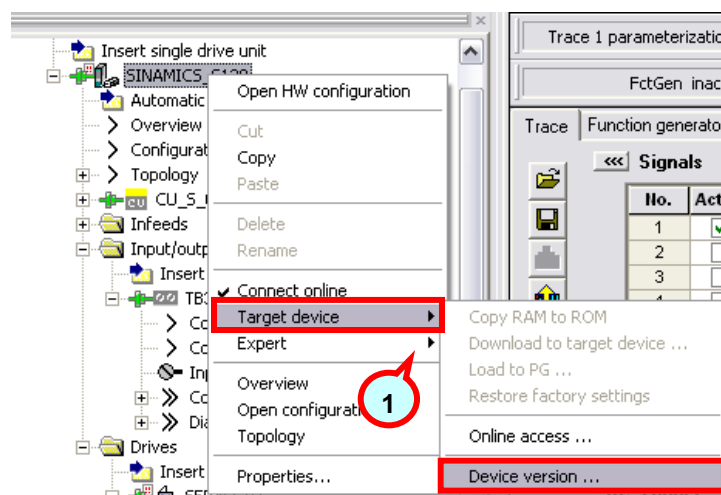 Insert single drive unit
SINAMICS_S120
Automatic
Overview
Configurat
Topology
CU_S_
Infeeds
Input/outp
Insert
TB3
Co
Co
Inp
Co
Dia
Drives
Insert
Open HW configuration
Cut
Copy
Paste
Delete
Rename
Connect online
Target device
Expert
Overview
Open configurati
Topology
Properties...
1
Copy RAM to ROM
Download to target device ...
Load to PG ...
Restore factory settings
Online access ...
Device version ...
Trace 1 parameterizatio
FctGen inac
Trace
Function generato
Signals
No. Act
1
2
3